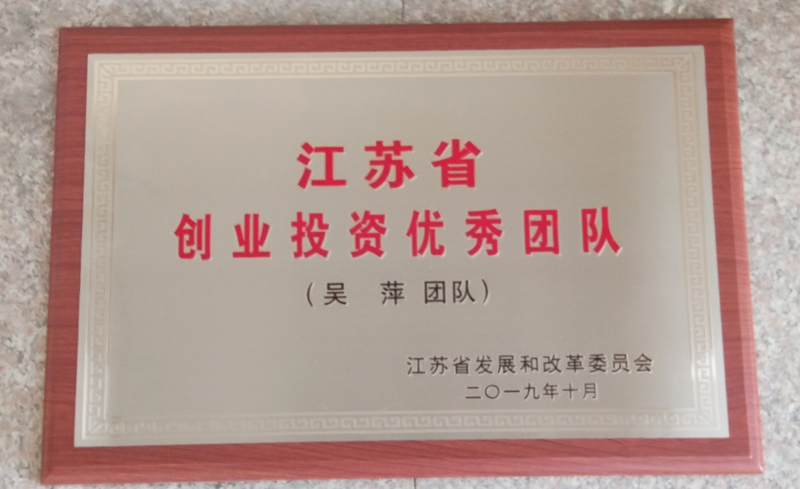 江苏省
创业投资优秀团队
（吴　萍 团队）
江苏省发展和改革委员会
二〇一九年十月